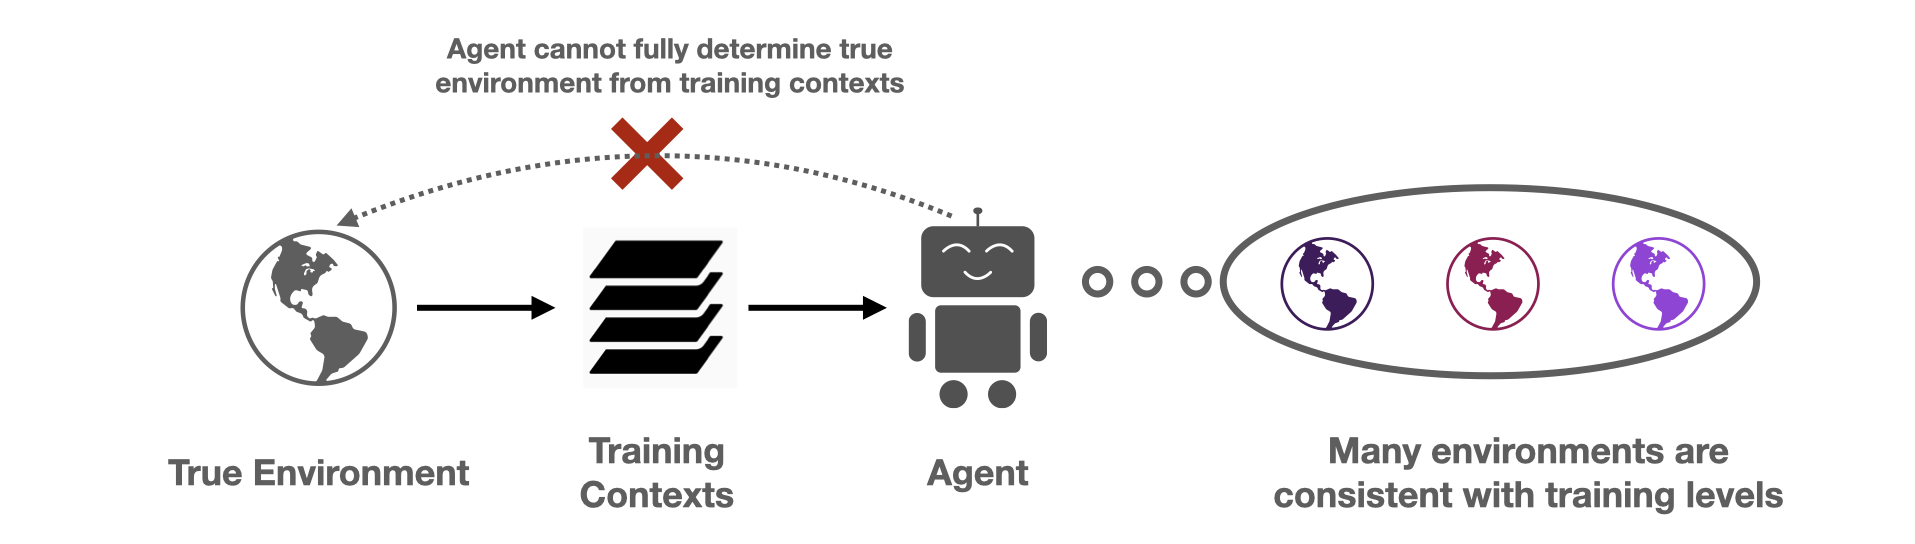 Agent cannot fully determine true
environment from training contexts
True Environment
Training
Contexts
Agent
Many environments are
consistent with training levels